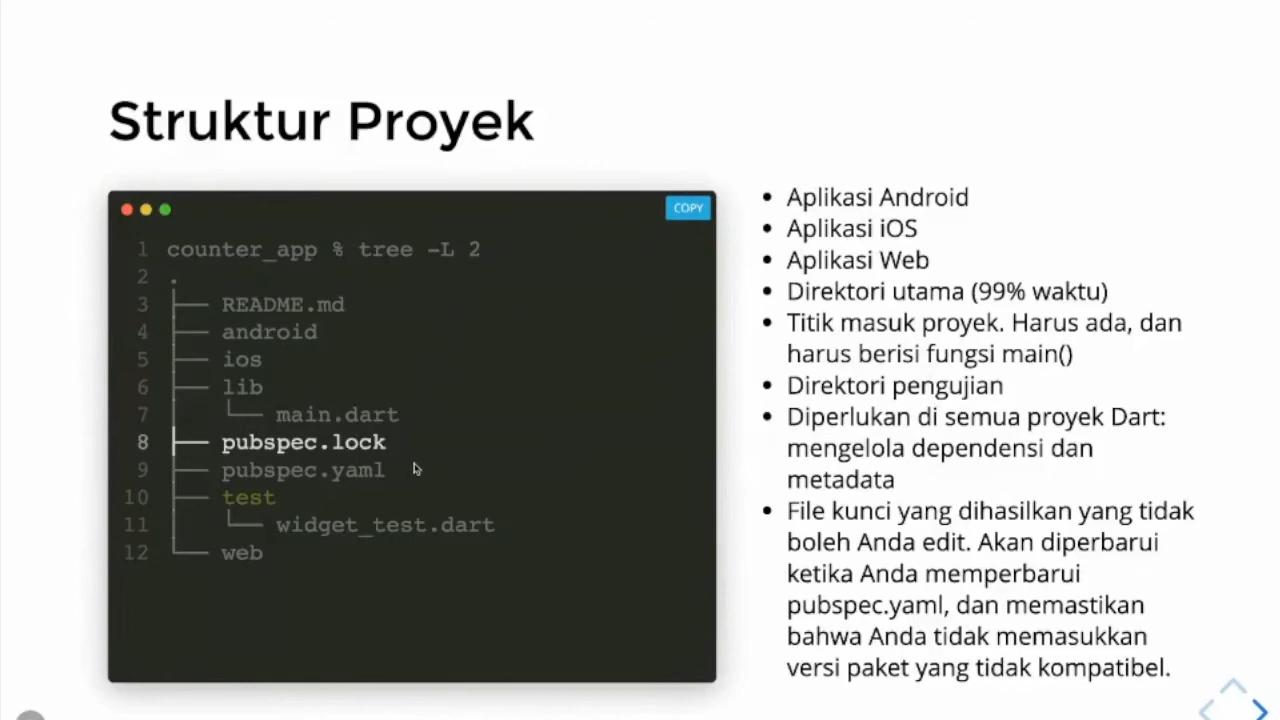 Struktur Proyek
COPY
1 counter_app % tree -L 2
2 .
3 ├── README.md
4 ├── android
5 ├── ios
6 ├── lib
7 │   └── main.dart
8 ├── pubspec.lock
9 ├── pubspec.yaml
10 ├── test
11 │   └── widget_test.dart
12 └── web
• Aplikasi Android
• Aplikasi iOS
• Aplikasi Web
• Direktori utama (99% waktu)
• Titik masuk proyek. Harus ada, dan
harus berisi fungsi main()
• Direktori pengujian
• Diperlukan di semua proyek Dart:
mengelola dependensi dan
metadata
• File kunci yang dihasilkan yang tidak
boleh Anda edit. Akan diperbarui
ketika Anda memperbarui
pubspec.yaml, dan memastikan
bahwa Anda tidak memasukkan
versi paket yang tidak kompatibel.